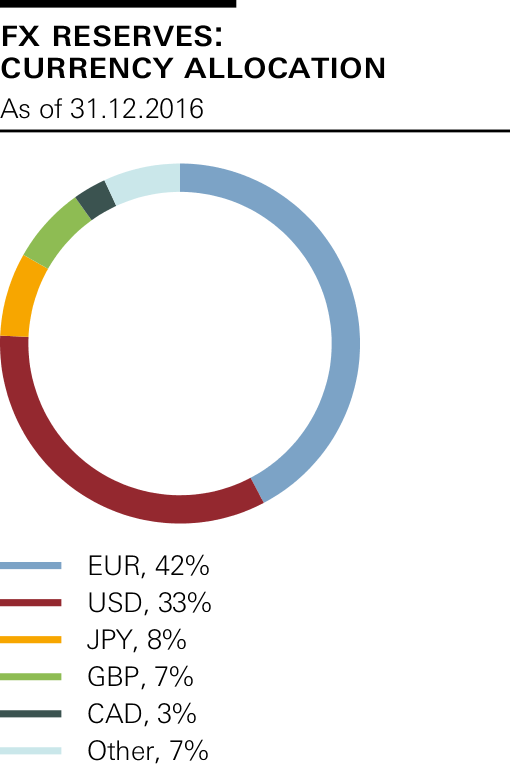 FX RESERVES:
CURRENCY ALLOCATION
As of 31.12.2016
EUR, 42%
USD, 33%
JPY, 8%
GBP, 7%
CAD, 3%
Other, 7%